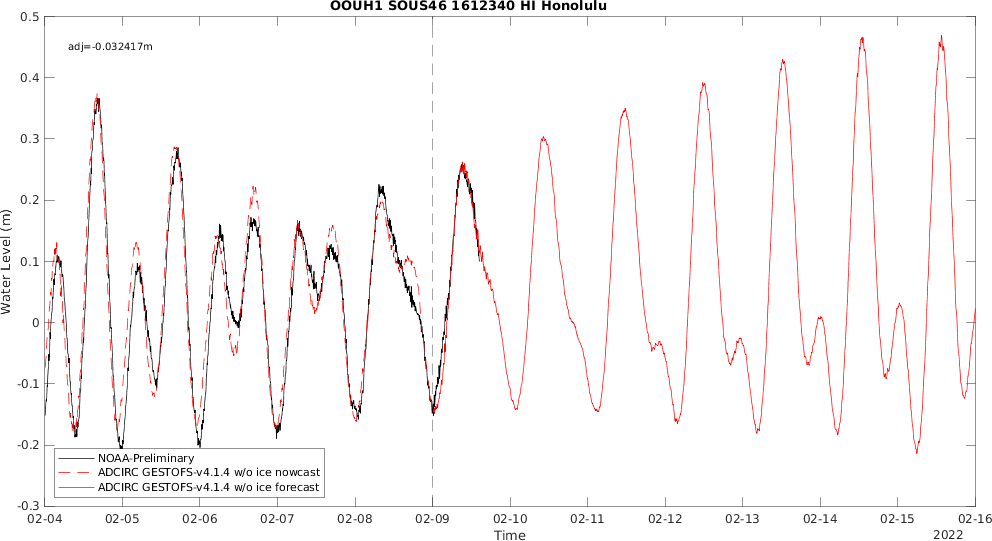 OOUH1 SOUS46 1612340 HI Honolulu
adj=-0.032417m
0.5
0.4
0.3
0.2
0.1
0
-0.1
-0.2
-0.3
Water Level (m)
NOAA-Preliminary
ADCIRC GESTOFS-v4.1.4 w/o ice nowcast
ADCIRC GESTOFS-v4.1.4 w/o ice forecast
02-04 02-05 02-06 02-07 02-08 02-09 02-10 02-11 02-12 02-13 02-14 02-15 02-16
Time
2022